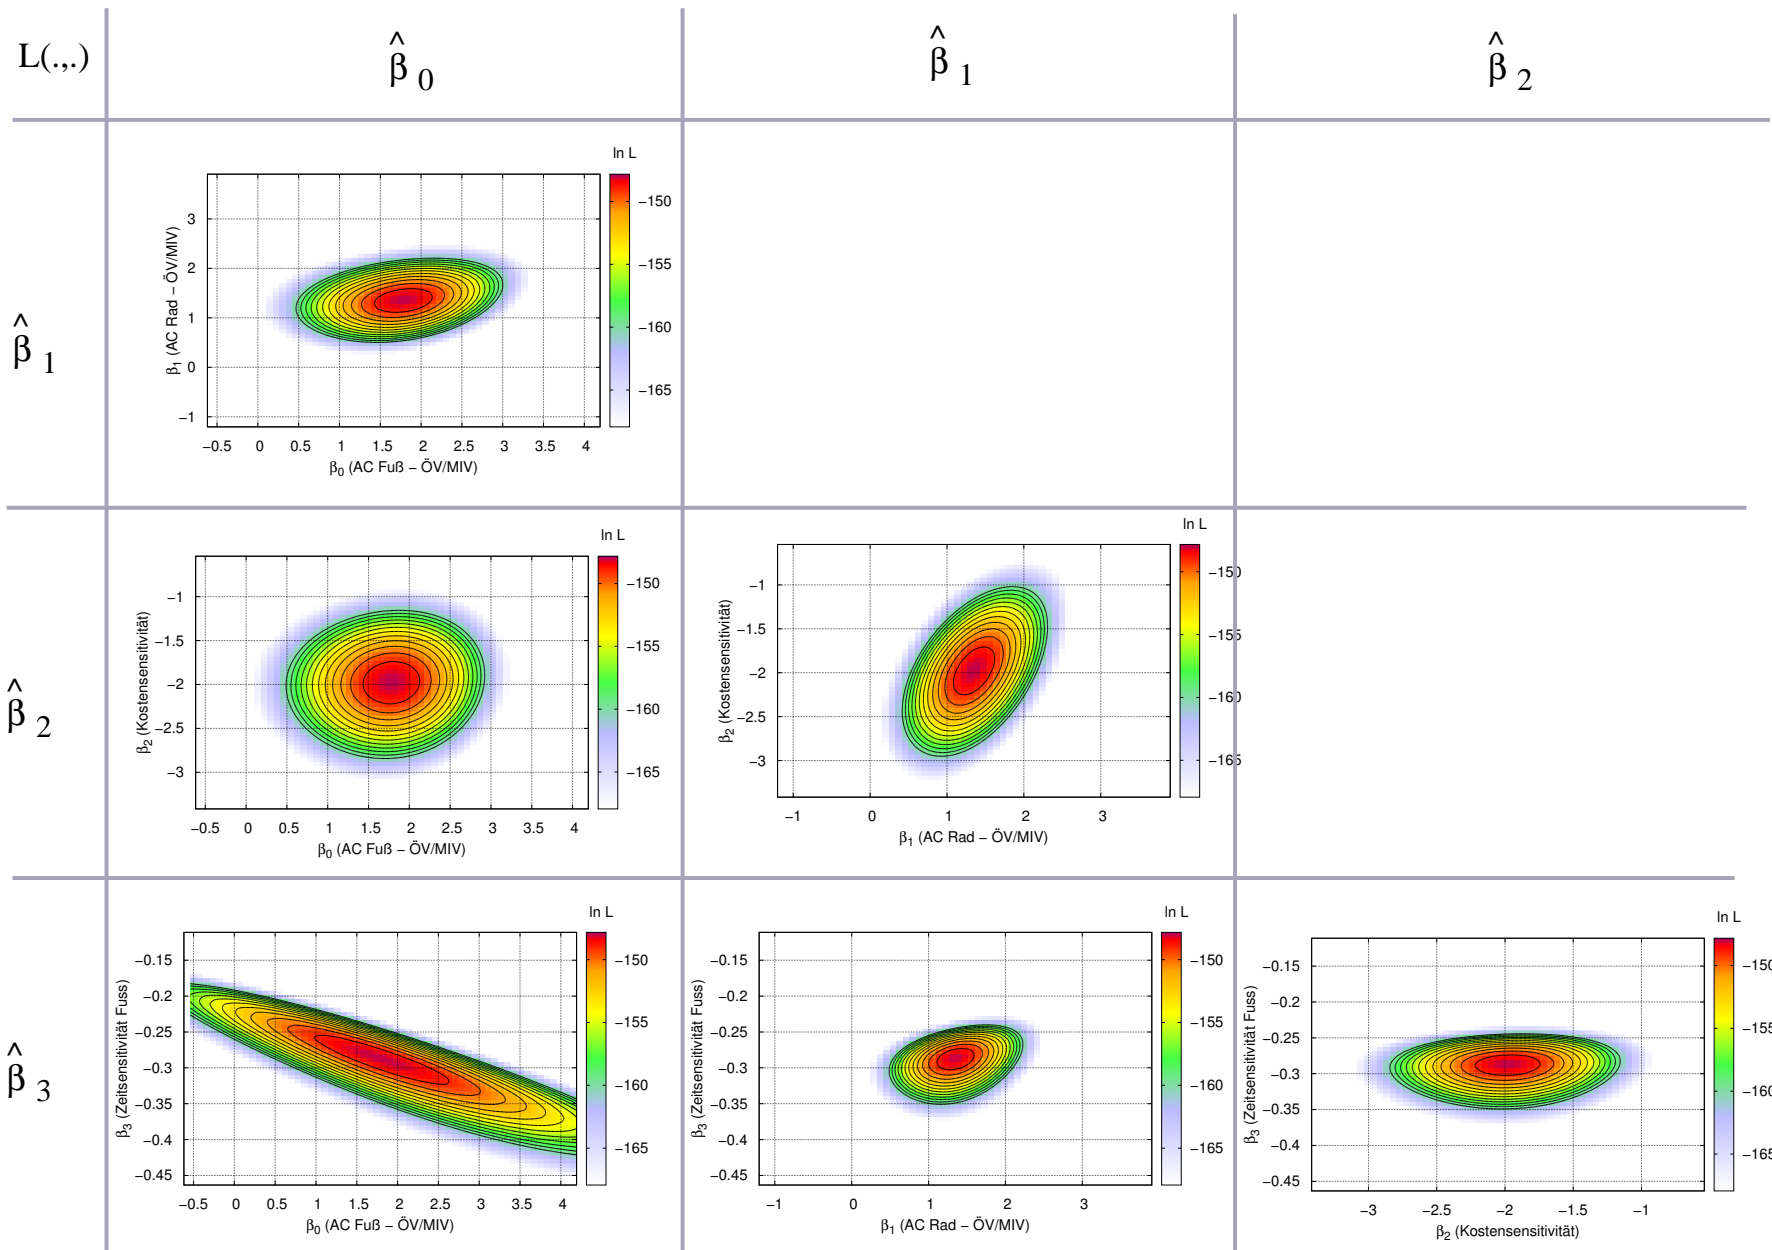 L(.,.)
β̂ 0
β̂ 1
β̂ 2
β̂ 1
ln L
−150
−155
−160
−165
3
2
1
0
−1
β1 (AC Rad − ÖV/MIV)
−0.5 0 0.5 1 1.5 2 2.5 3 3.5 4
β0 (AC Fuß − ÖV/MIV)
β̂ 2
ln L
−150
−155
−160
−165
−1
−1.5
−2
−2.5
−3
β2 (Kostensensitivität)
−0.5 0 0.5 1 1.5 2 2.5 3 3.5 4
β0 (AC Fuß − ÖV/MIV)
ln L
−150
−155
−160
−165
−1
−1.5
−2
−2.5
−3
β2 (Kostensensitivität)
−1 0 1 2 3
β1 (AC Rad − ÖV/MIV)
β̂ 3
ln L
−150
−155
−160
−165
−0.15
−0.2
−0.25
−0.3
−0.35
−0.4
−0.45
β3 (Zeitsensitivität Fuss)
−0.5 0 0.5 1 1.5 2 2.5 3 3.5 4
β0 (AC Fuß − ÖV/MIV)
ln L
−150
−155
−160
−165
−0.15
−0.2
−0.25
−0.3
−0.35
−0.4
−0.45
β3 (Zeitsensitivität Fuss)
−1 0 1 2 3
β1 (AC Rad − ÖV/MIV)
ln L
−150
−155
−160
−165
−0.15
−0.2
−0.25
−0.3
−0.35
−0.4
−0.45
β3 (Zeitsensitivität Fuss)
−3 −2.5 −2 −1.5 −1
β2 (Kostensensitivität)